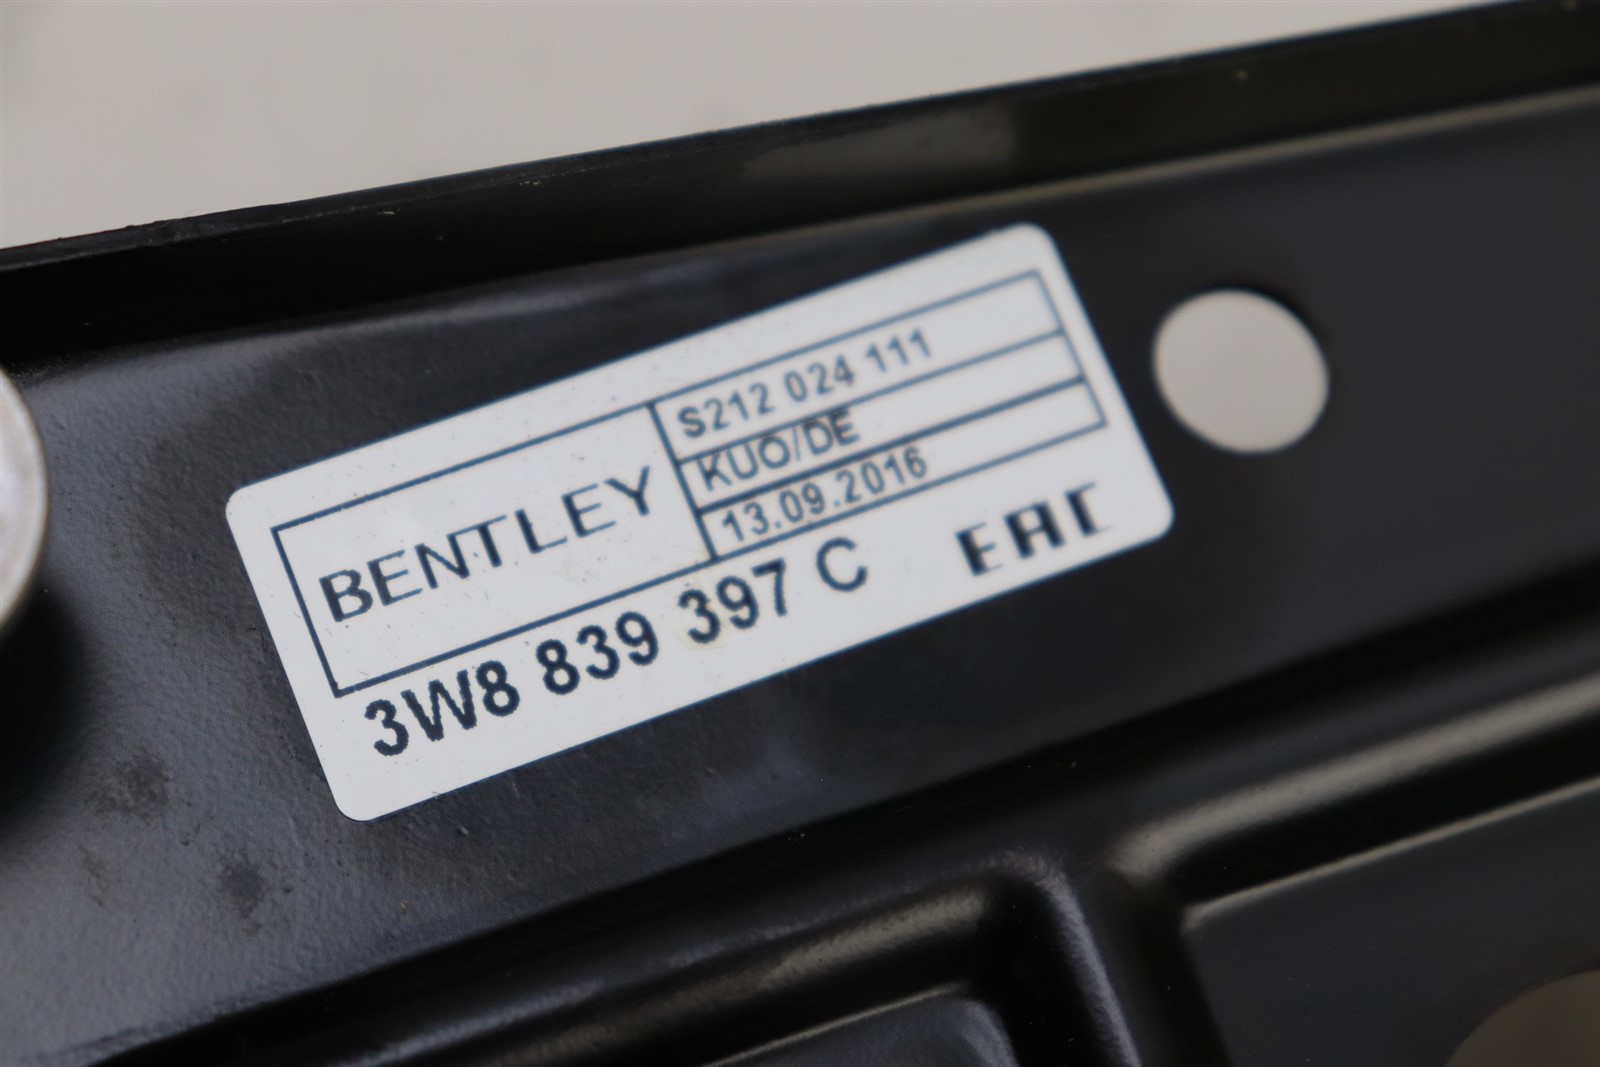 BENTLEY
S212 024 111
KUO/DE
13.09.2016
3W8 839 397 C
EAC